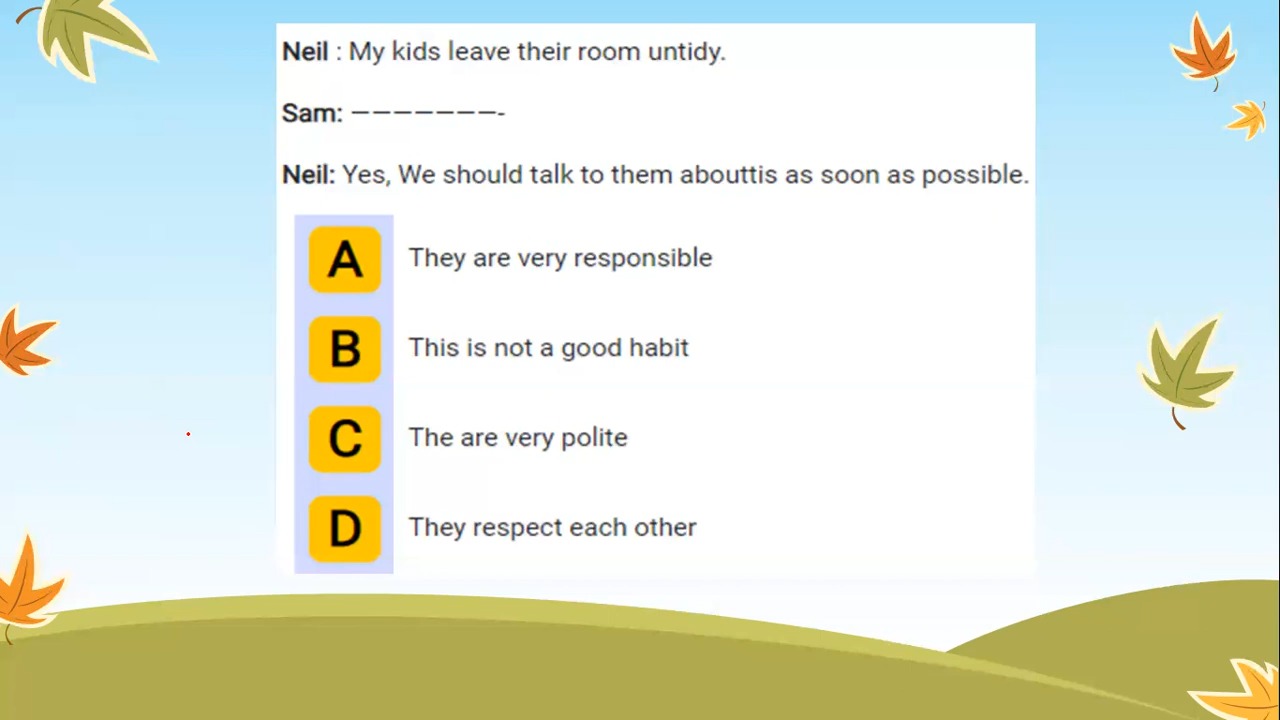 Neil : My kids leave their room untidy.
Sam: ———————-
Neil: Yes, We should talk to them abouttis as soon as possible.
A They are very responsible
B This is not a good habit
C The are very polite
D They respect each other